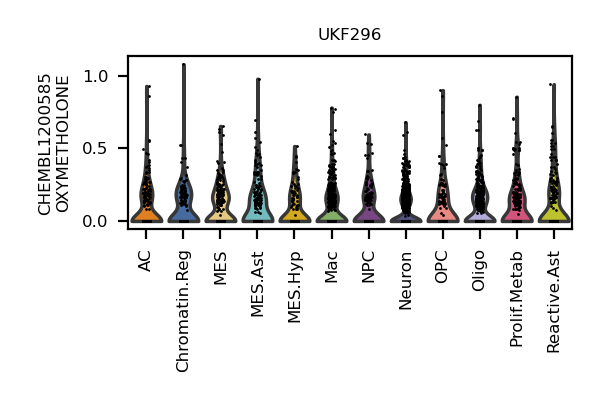 UKF296
CHEMBL1200585
OXYMETHOLONE
1.0
0.5
0.0
AC
Chromatin.Reg
MES
MES.Ast
MES.Hyp
Mac
NPC
Neuron
OPC
Oligo
Prolif.Metab
Reactive.Ast